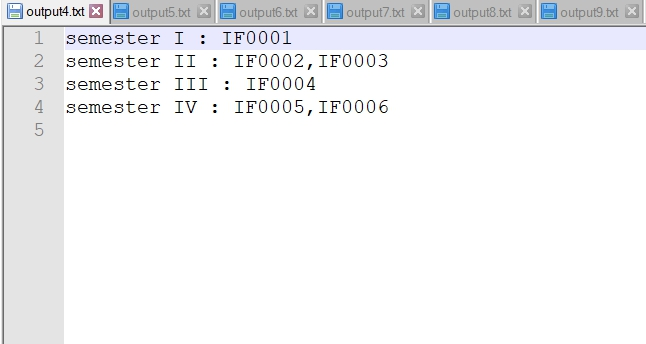 output4.txt output5.txt output6.txt output7.txt output8.txt output9.txt
1 semester I : IF0001
2 semester II : IF0002,IF0003
3 semester III : IF0004
4 semester IV : IF0005,IF0006
5